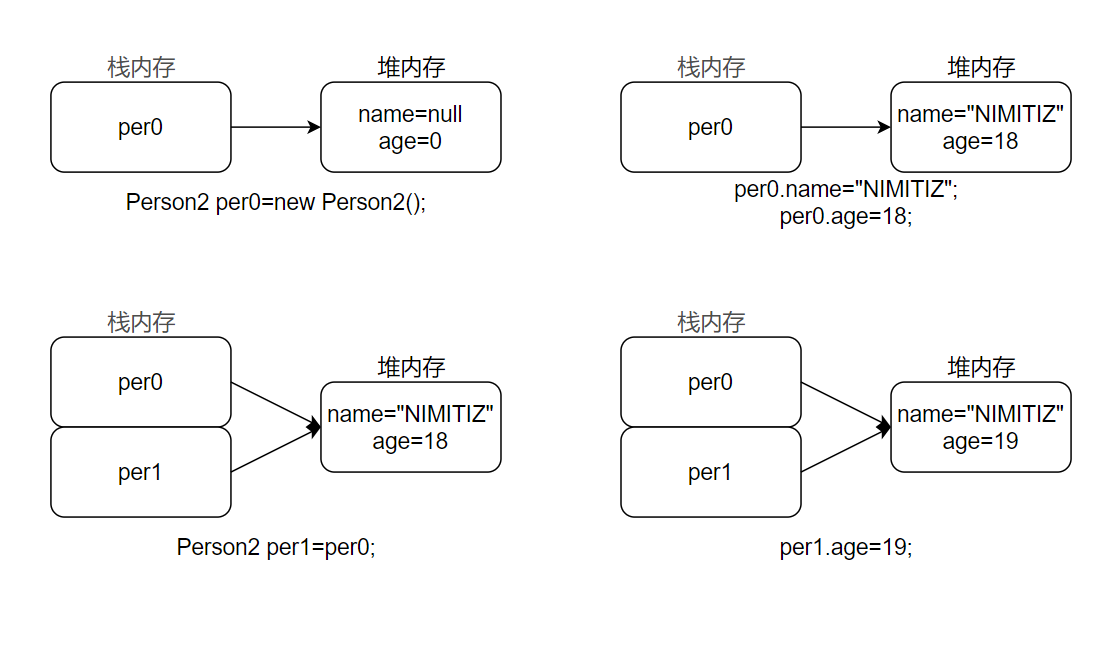 栈内存
堆内存
per0
name=null
age=0
Person2 per0=new Person2();
栈内存
堆内存
per0
name="NIMITIZ"
age=18
per0.name="NIMITIZ";
per0.age=18;
栈内存
per0
per1
堆内存
name="NIMITIZ"
age=18
Person2 per1=per0;
栈内存
per0
per1
堆内存
name="NIMITIZ"
age=19
per1.age=19;